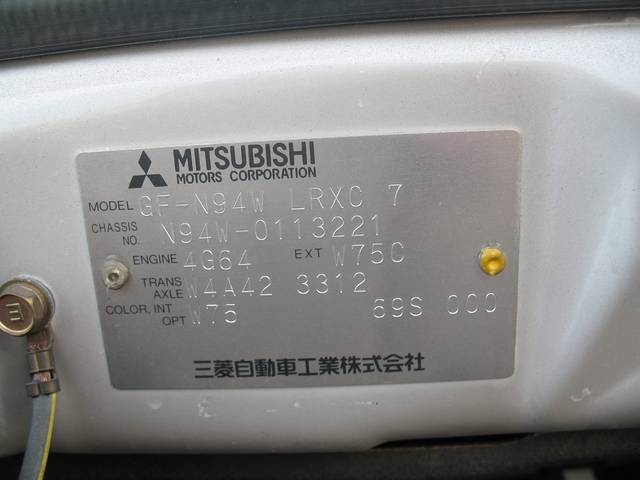 MITSUBISHI
MOTORS CORPORATION
MODEL GF-N94W LRXC 7
CHASSIS NO. N94W-0113221
ENGINE 4G64 EXT W75C
TRANS AXLE W4A42 3312
COLOR, INT OPT W75 69S 000
三菱自動車工業株式会社